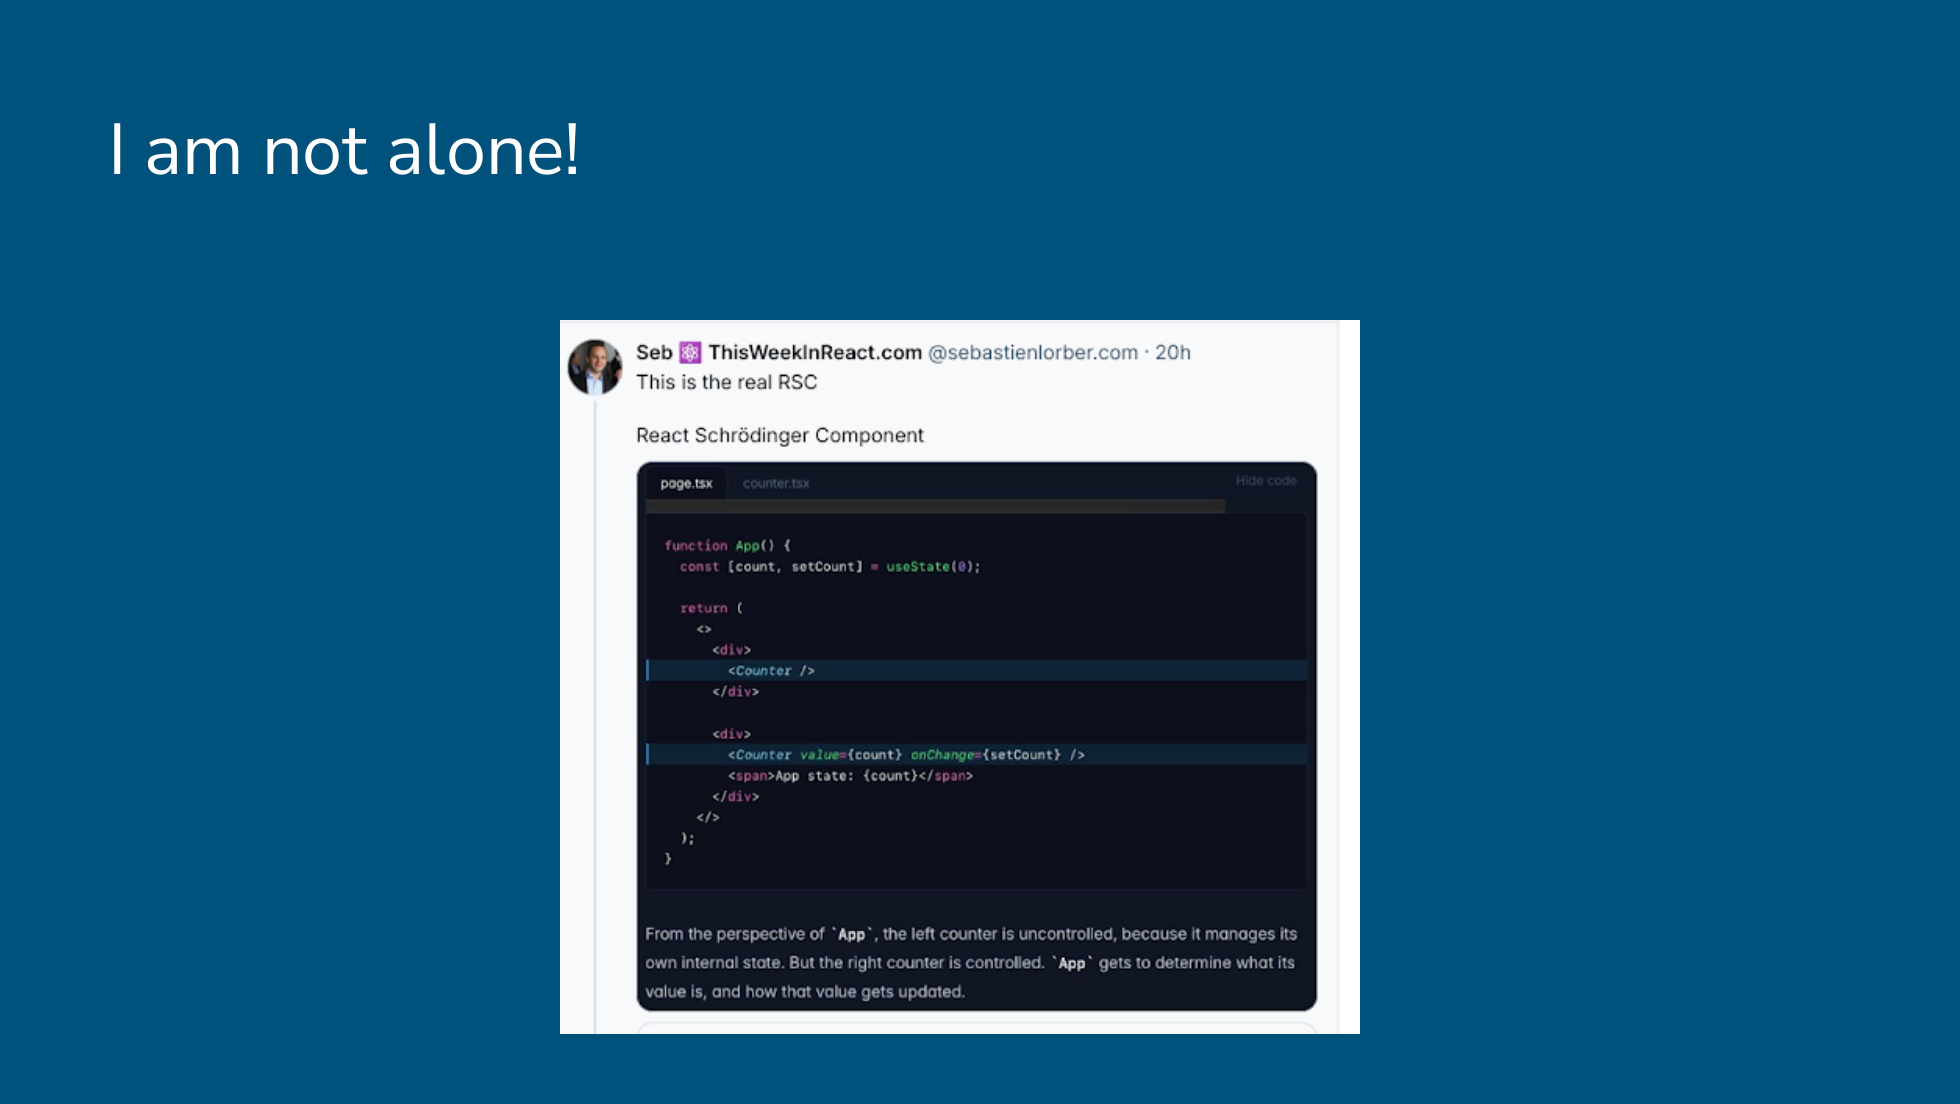 I am not alone!
Seb ⚛️ ThisWeekInReact.com @sebastienlorber.com · 20h
This is the real RSC
React Schrödinger Component
page.tsx counter.tsx Hide code
function App() {
  const [count, setCount] = useState(0);
  return (
    <>
      <div>
        <Counter />
      </div>
      <div>
        <Counter value={count} onChange={setCount} />
        <span>App state: {count}</span>
      </div>
    </>
  );
}
From the perspective of `App`, the left counter is uncontrolled, because it manages its
own internal state. But the right counter is controlled. `App` gets to determine what its
value is, and how that value gets updated.